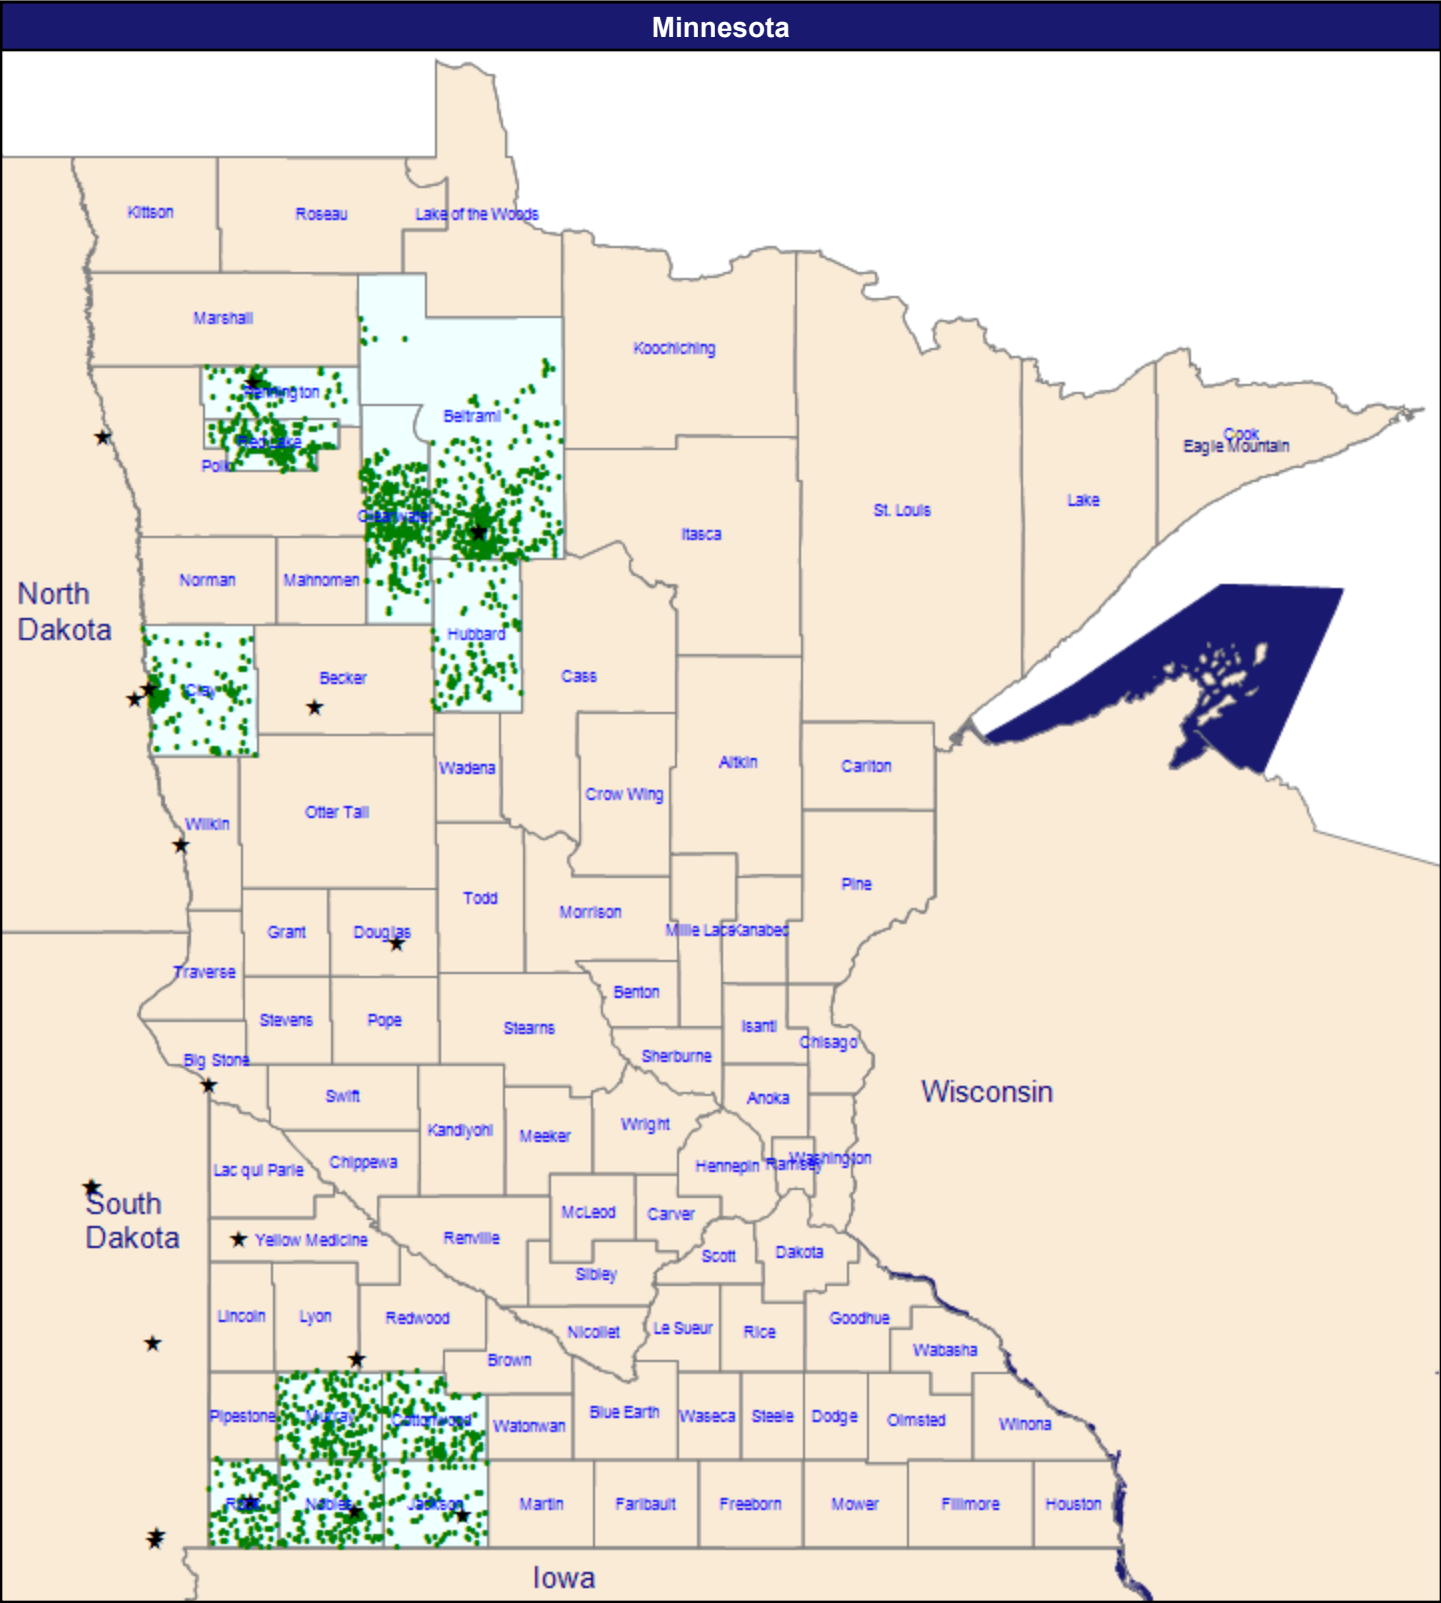 Minnesota
Kittson
Roseau
Lake of the Woods
Marshall
Koochiching
Pennington
Beltrami
Cook
Eagle Mountain
Red Lake
Polk
Lake
St. Louis
Clearwater
Itasca
Norman
Mahnomen
North
Dakota
Hubbard
Becker
Cass
Clay
Wadena
Aitkin
Carlton
Crow Wing
Otter Tail
Wilkin
Pine
Todd
Morrison
Grant
Douglas
Mille Lacs
Kanabec
Traverse
Benton
Stevens
Pope
Stearns
Isanti
Chisago
Big Stone
Sherburne
Swift
Anoka
Wisconsin
Kandiyohi
Meeker
Wright
Chippewa
Lac qui Parle
Hennepin
Ramsey
Washington
South
Dakota
McLeod
Carver
Yellow Medicine
Renville
Scott
Dakota
Sibley
Lincoln
Lyon
Redwood
Nicollet
Le Sueur
Rice
Goodhue
Wabasha
Brown
Pipestone
Murray
Cottonwood
Watonwan
Blue Earth
Waseca
Steele
Dodge
Olmsted
Winona
Rock
Nobles
Jackson
Martin
Faribault
Freeborn
Mower
Fillmore
Houston
Iowa